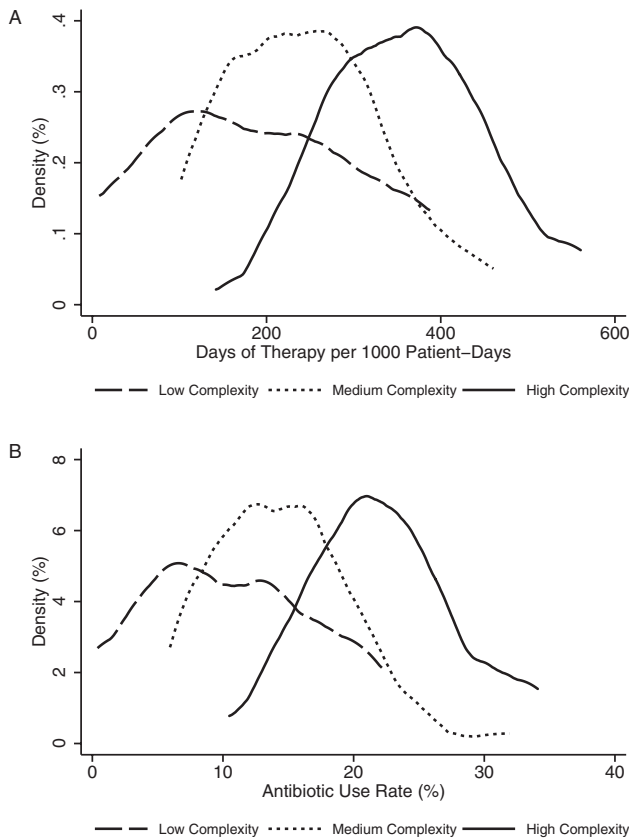 A
Density (%)
.4
.3
.2
.1
0
0 200 400 600
Days of Therapy per 1000 Patient–Days
Low Complexity Medium Complexity High Complexity
B
Density (%)
8
6
4
2
0
0 10 20 30 40
Antibiotic Use Rate (%)
Low Complexity Medium Complexity High Complexity